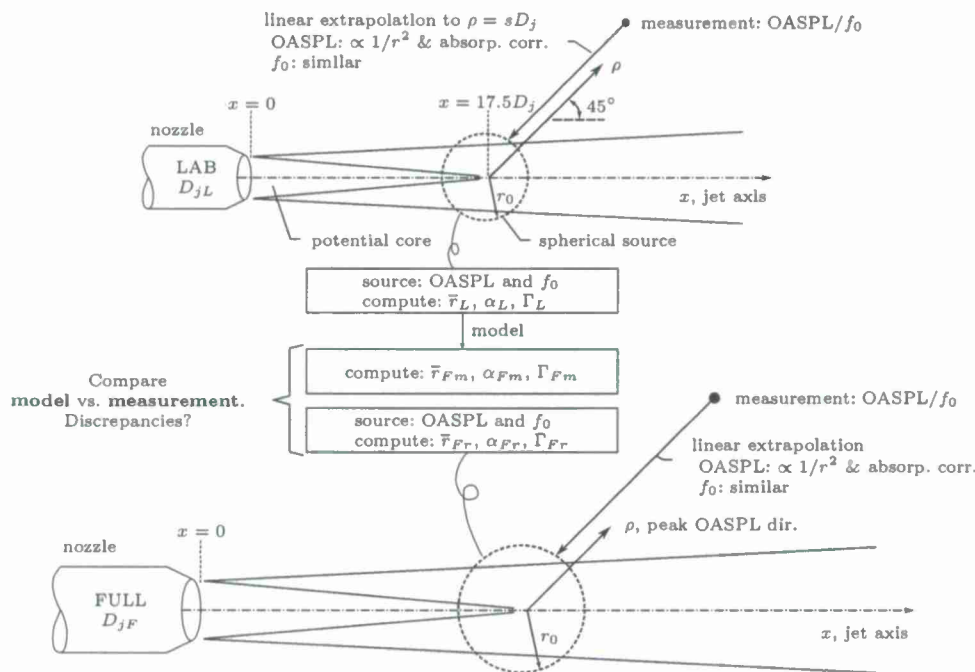 linear extrapolation to ρ = sD_j
OASPL: ∝ 1/r² & absorp. corr.
f₀: similar
measurement: OASPL/f₀
ρ
45°
x = 0
x = 17.5D_j
nozzle
LAB
D_jL
x, jet axis
r₀
potential core
spherical source
source: OASPL and f₀
compute: r̅_L, α_L, Γ_L
model
compute: r̅_Fm, α_Fm, Γ_Fm
Compare
model vs. measurement.
Discrepancies?
source: OASPL and f₀
compute: r̅_Fr, α_Fr, Γ_Fr
measurement: OASPL/f₀
linear extrapolation
OASPL: ∝ 1/r² & absorp. corr.
f₀: similar
ρ, peak OASPL dir.
x = 0
nozzle
FULL
D_jF
r₀
x, jet axis